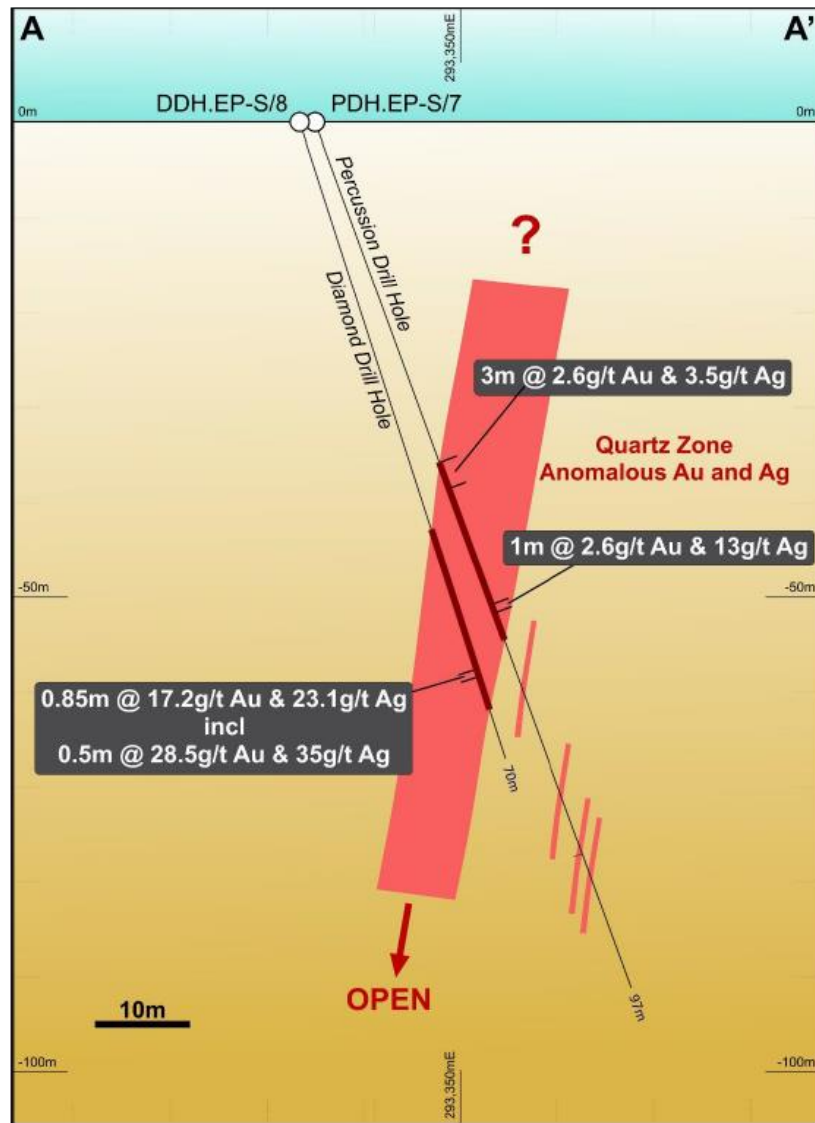 A
A'
293,350mE
DDH.EP-S/8
PDH.EP-S/7
0m
0m
Percussion Drill Hole
Diamond Drill Hole
?
3m @ 2.6g/t Au & 3.5g/t Ag
Quartz Zone
Anomalous Au and Ag
1m @ 2.6g/t Au & 13g/t Ag
-50m
-50m
0.85m @ 17.2g/t Au & 23.1g/t Ag
incl
0.5m @ 28.5g/t Au & 35g/t Ag
70m
OPEN
97m
10m
-100m
-100m
293,350mE